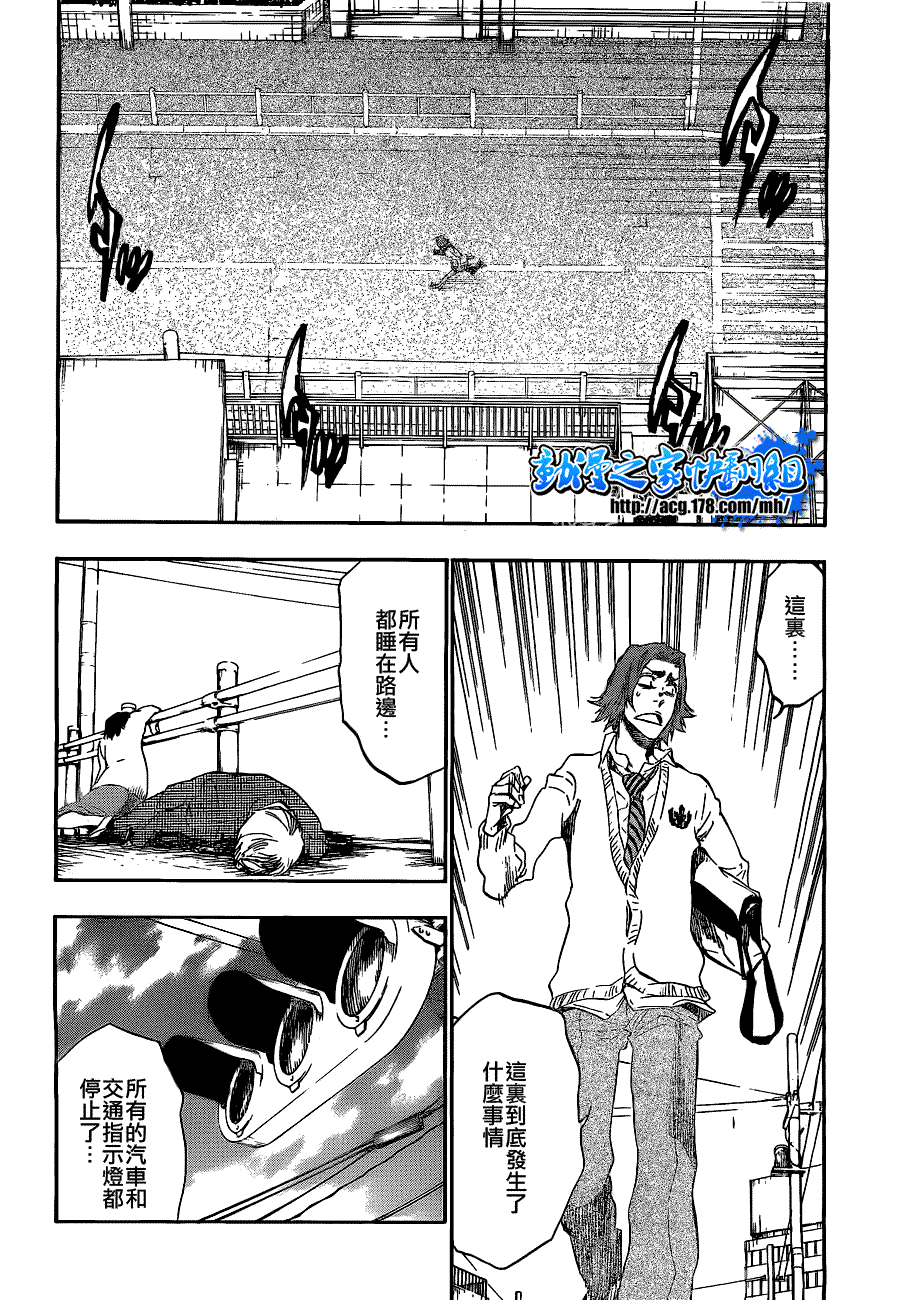 動漫之家快翻組
http://acg.178.com/mh/
這裏……
這裏到底發生了
什麼事情
所有人
都睡在路邊…
所有的汽車和
交通指示燈都
停止了…